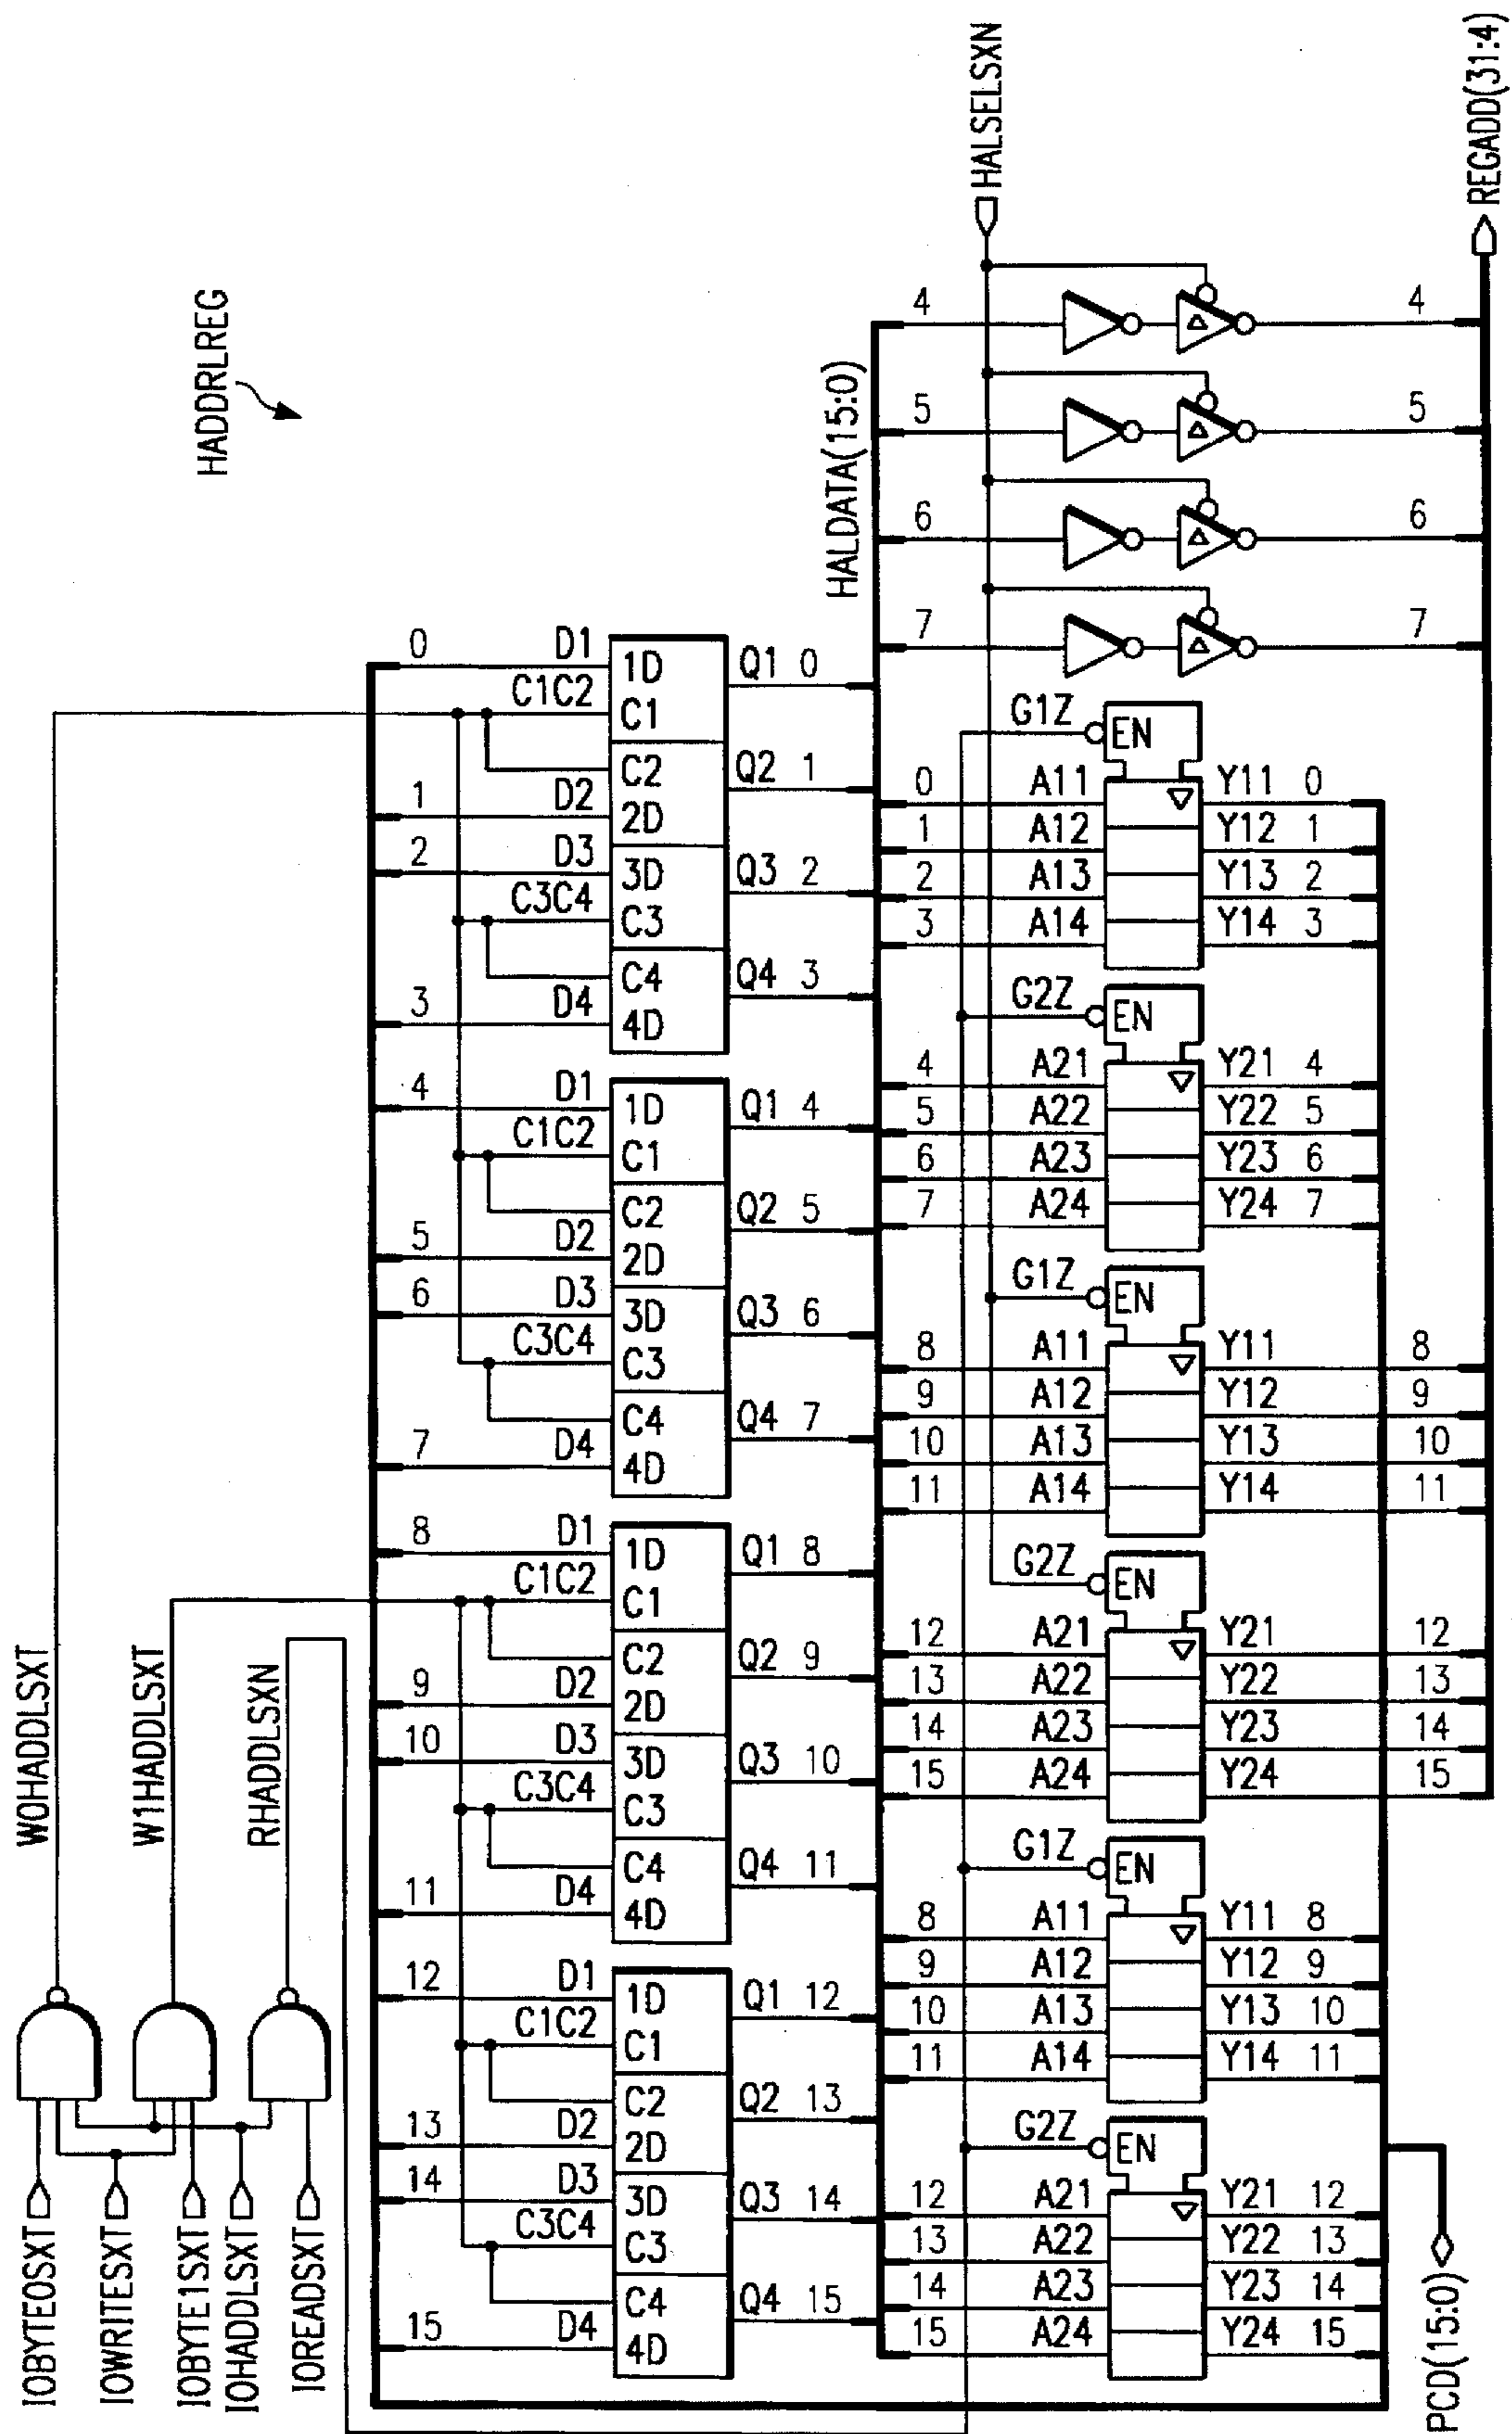 HADDRLREG
W0HADDLSXT
W1HADDLSXT
RHADDLSXN
IOBYTE0SXT
IOWRITESXT
IOBYTE1SXT
IOHADDLSXT
IOREADSXT
HALSELSXN
REGADD(31:4)
HALDATA(15:0)
PCD(15:0)
0 D1 1D Q1 0
C1C2 C1
C2 Q2 1
1 D2 2D
2 D3 3D Q3 2
C3C4 C3
C4 Q4 3
3 D4 4D
4 D1 1D Q1 4
C1C2 C1
C2 Q2 5
5 D2 2D
6 D3 3D Q3 6
C3C4 C3
C4 Q4 7
7 D4 4D
8 D1 1D Q1 8
C1C2 C1
C2 Q2 9
9 D2 2D
10 D3 3D Q3 10
C3C4 C3
C4 Q4 11
11 D4 4D
12 D1 1D Q1 12
C1C2 C1
C2 Q2 13
13 D2 2D
14 D3 3D Q3 14
C3C4 C3
C4 Q4 15
15 D4 4D
4 4
5 5
6 6
7 7
G1Z EN
0 A11 Y11 0
1 A12 Y12 1
2 A13 Y13 2
3 A14 Y14 3
G2Z EN
4 A21 Y21 4
5 A22 Y22 5
6 A23 Y23 6
7 A24 Y24 7
G1Z EN
8 A11 Y11 8
9 A12 Y12 9
10 A13 Y13 10
11 A14 Y14 11
G2Z EN
12 A21 Y21 12
13 A22 Y22 13
14 A23 Y23 14
15 A24 Y24 15
G1Z EN
8 A11 Y11 8
9 A12 Y12 9
10 A13 Y13 10
11 A14 Y14 11
G2Z EN
12 A21 Y21 12
13 A22 Y22 13
14 A23 Y23 14
15 A24 Y24 15